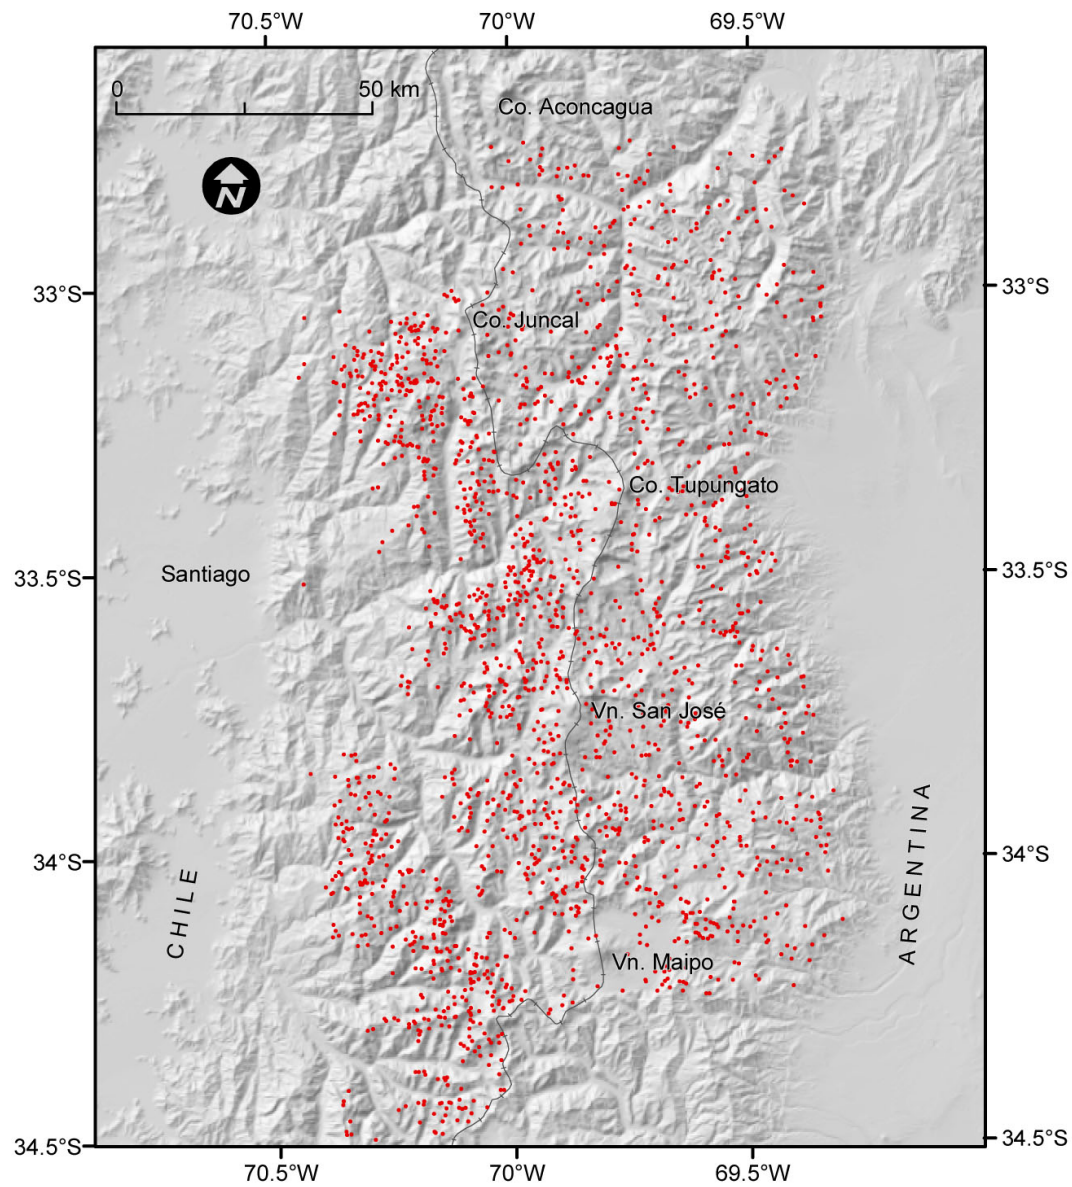 70.5°W 70°W 69.5°W
0 50 km
Co. Aconcagua
N
33°S 33°S
Co. Juncal
Co. Tupungato
Santiago
33.5°S 33.5°S
Vn. San José
34°S 34°S
CHILE
ARGENTINA
Vn. Maipo
34.5°S 34.5°S
70.5°W 70°W 69.5°W